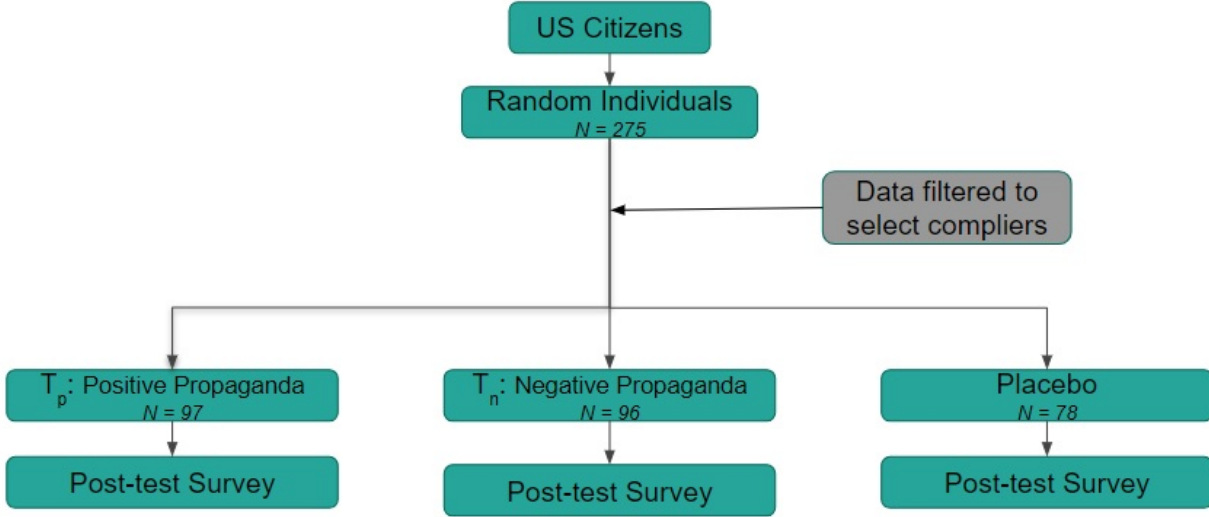 US Citizens
Random Individuals
N = 275
Data filtered to
select compliers
Tp: Positive Propaganda
N = 97
Tn: Negative Propaganda
N = 96
Placebo
N = 78
Post-test Survey
Post-test Survey
Post-test Survey